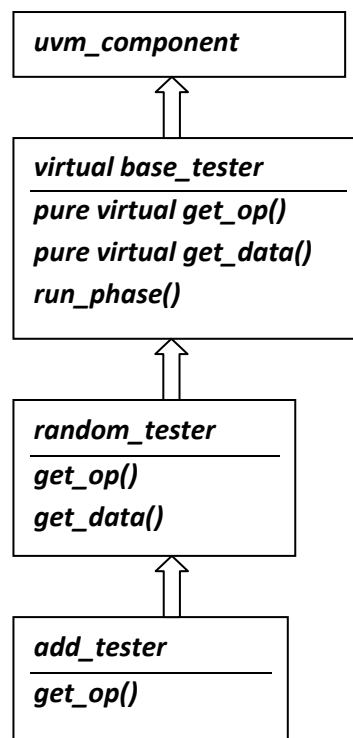 uvm_component
virtual base_tester
pure virtual get_op()
pure virtual get_data()
run_phase()
random_tester
get_op()
get_data()
add_tester
get_op()